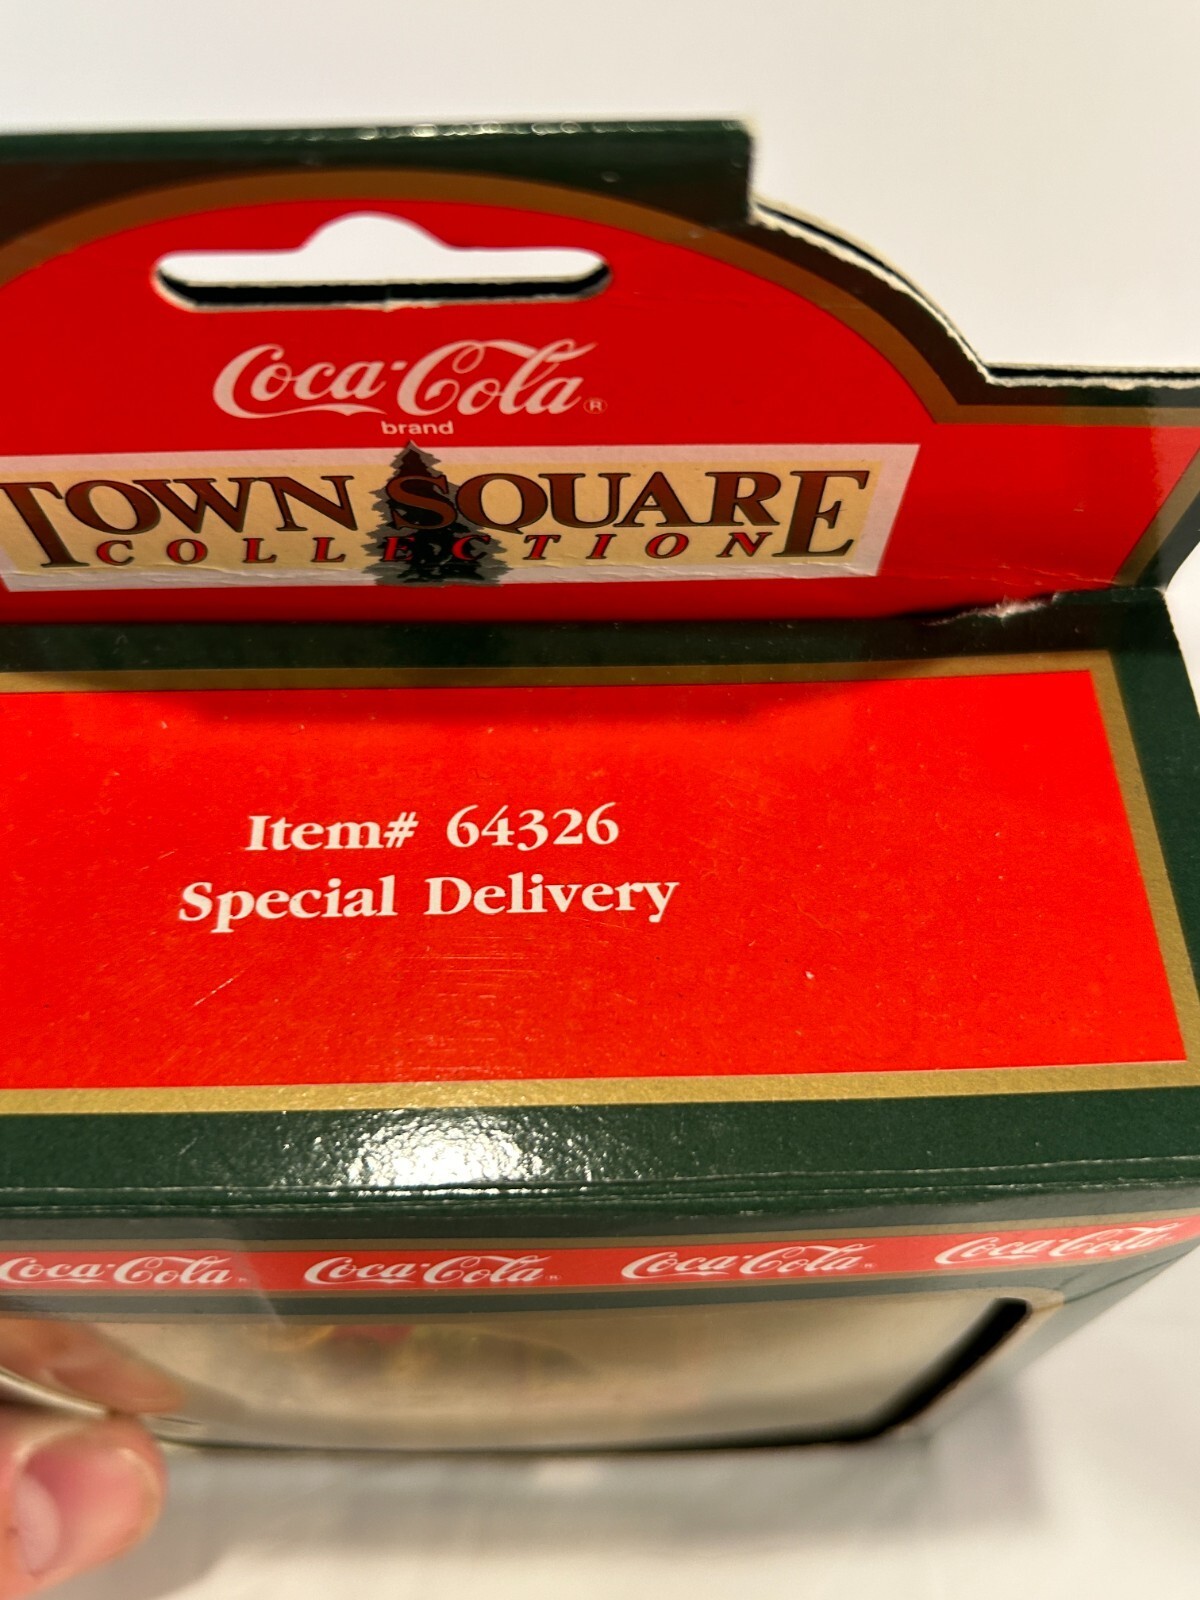 Coca-Cola®
brand
TOWN SQUARE
COLLECTION
Item# 64326
Special Delivery
Coca-Cola Coca-Cola Coca-Cola Coca-Cola